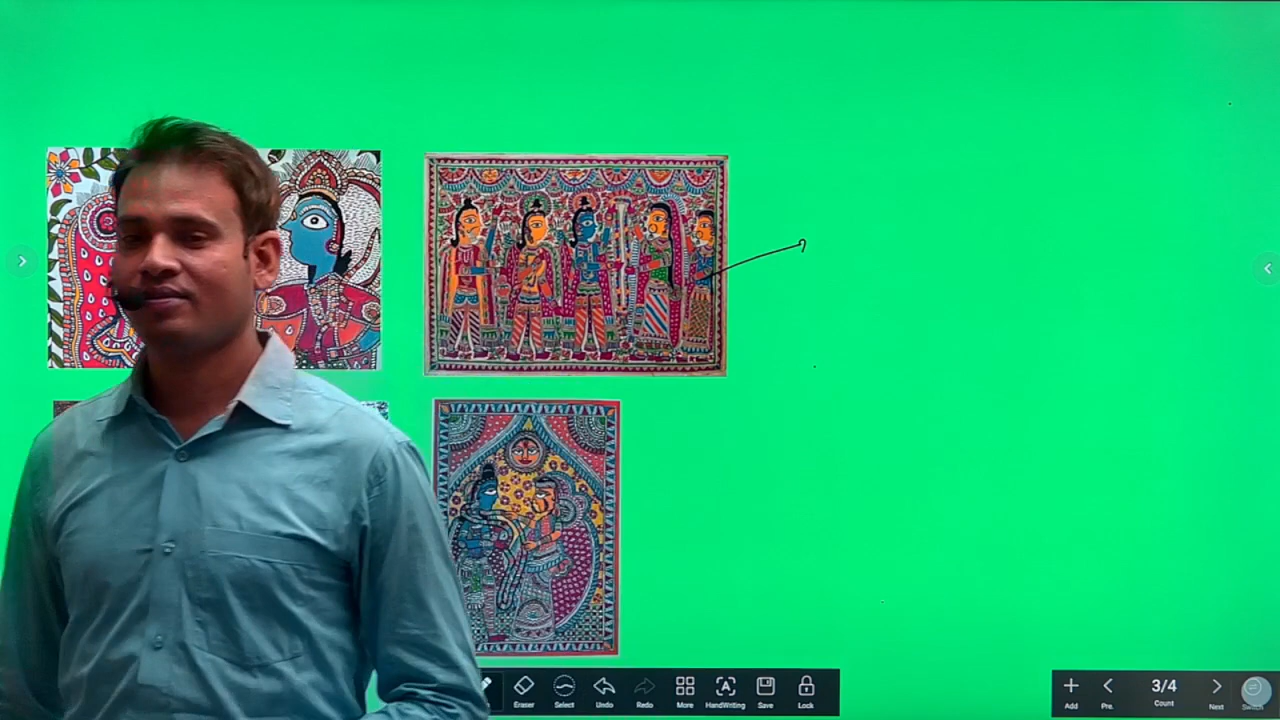 3/4
Eraser Select Undo Redo More HandWriting Save Lock
Add Pre. Count Next